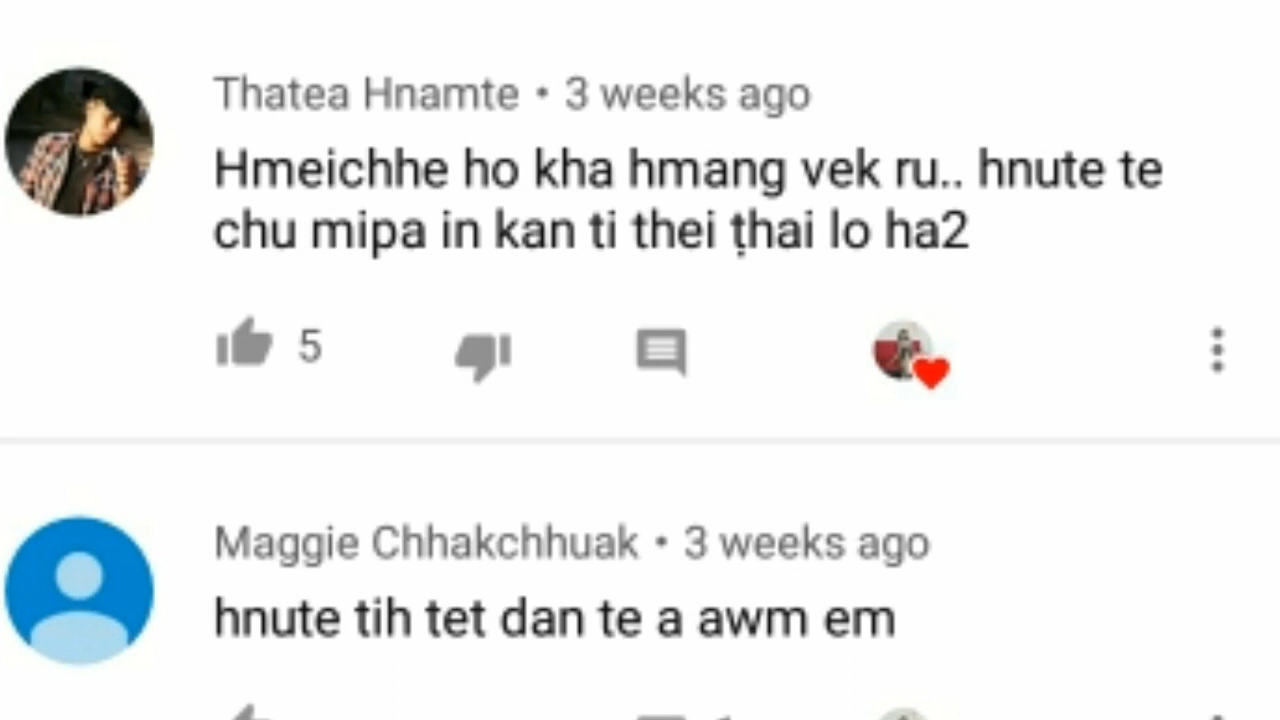 Thatea Hnamte • 3 weeks ago
Hmeichhe ho kha hmang vek ru.. hnute te
chu mipa in kan ti thei ṭhai lo ha2
5
Maggie Chhakchhuak • 3 weeks ago
hnute tih tet dan te a awm em